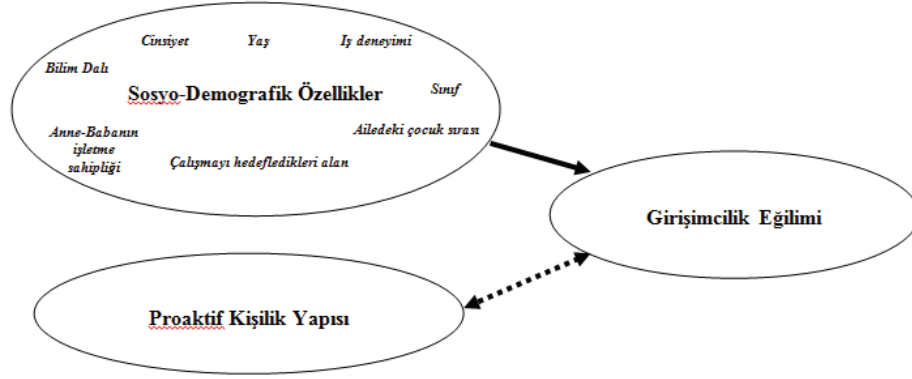 Cinsiyet Yaş Iş deneyimi
Bilim Dalı
Sosyo-Demografik Özellikler
Sınıf
Anne-Babanın
işletme
sahipliği
Ailedeki çocuk sırası
Çalışmayı hedefledikleri alan
Girişimcilik Eğilimi
Proaktif Kişilik Yapısı